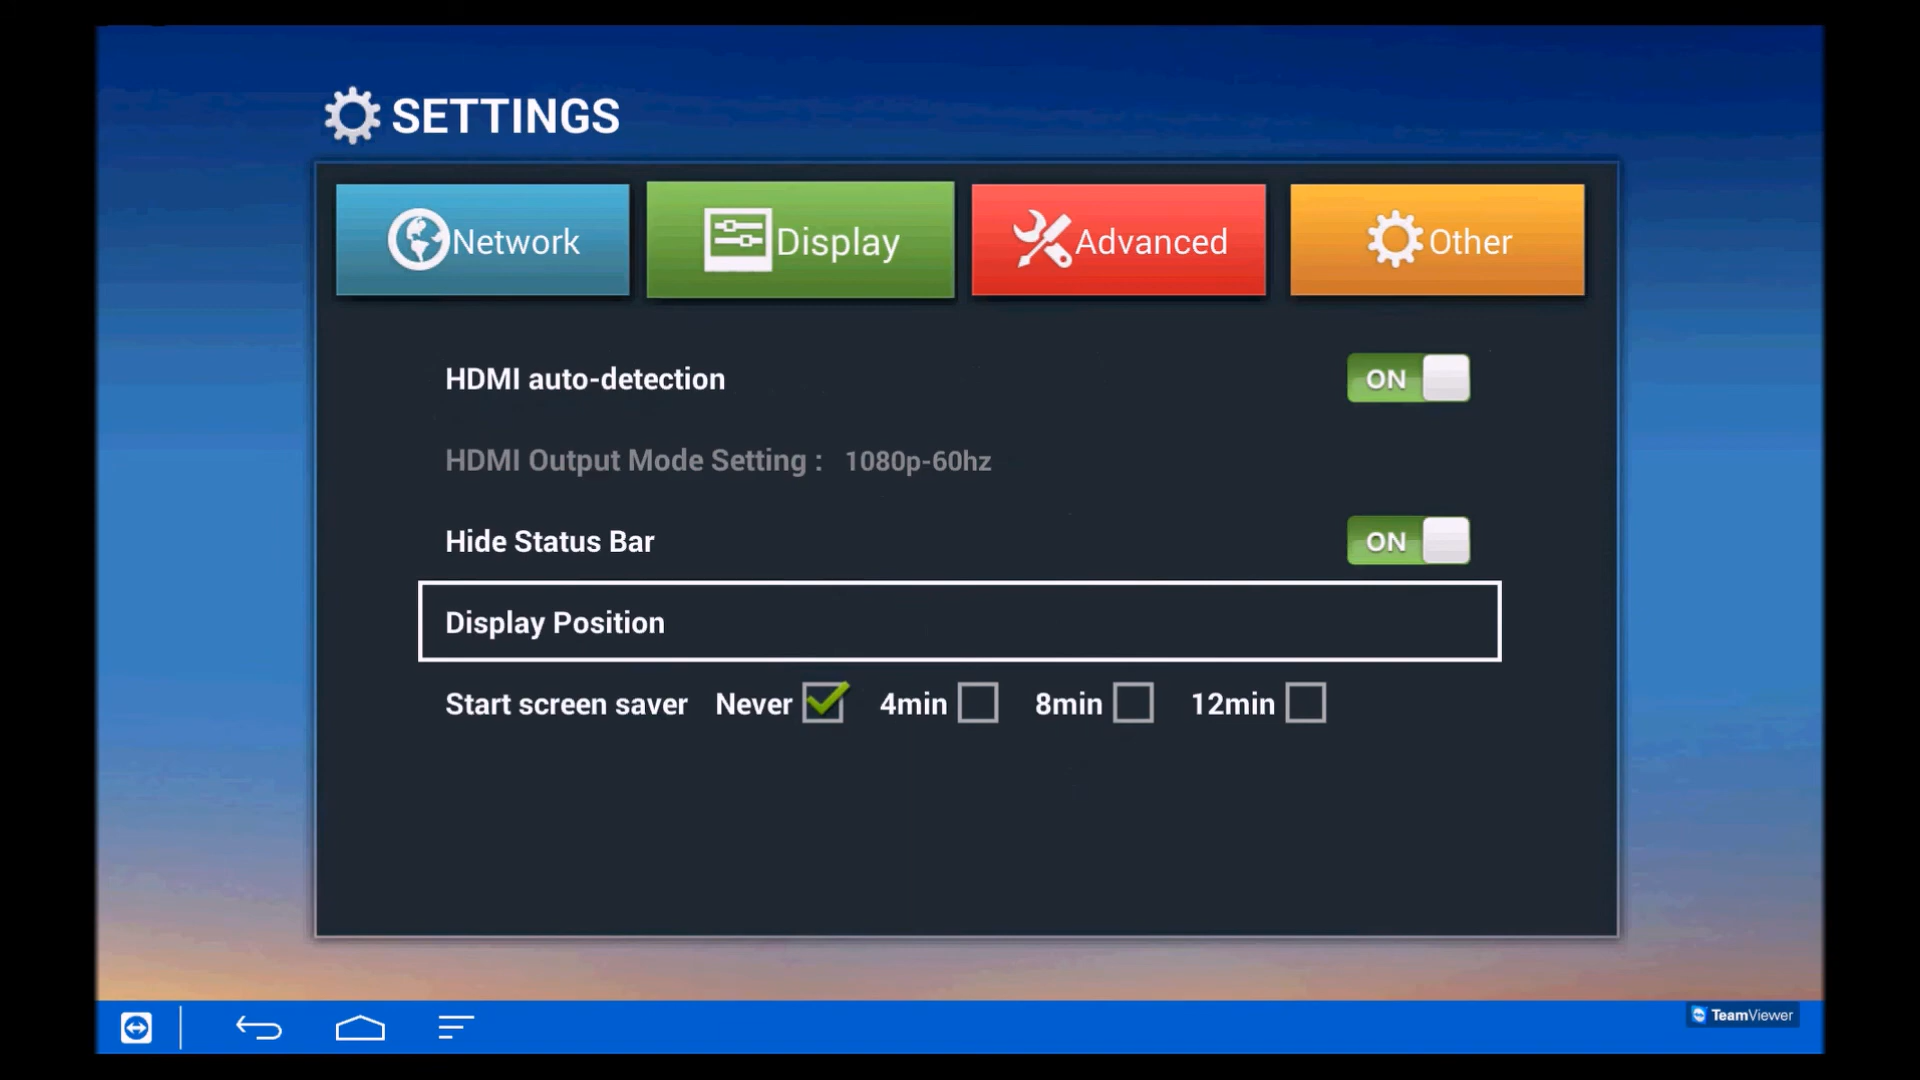 SETTINGS
Network Display Advanced Other
HDMI auto-detection ON
HDMI Output Mode Setting : 1080p-60hz
Hide Status Bar ON
Display Position
Start screen saver Never 4min 8min 12min
TeamViewer